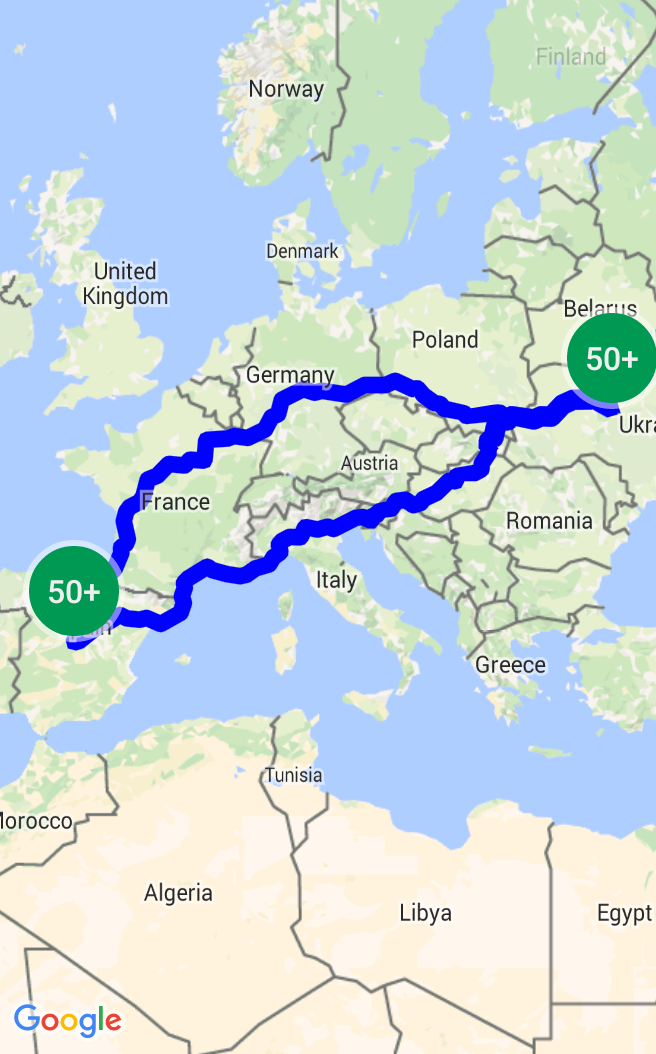 Finland
Norway
Denmark
United
Kingdom
Belarus
Poland
50+
Germany
Ukra
Austria
France
Romania
50+
Italy
Greece
Tunisia
Morocco
Algeria
Libya
Egypt
Google